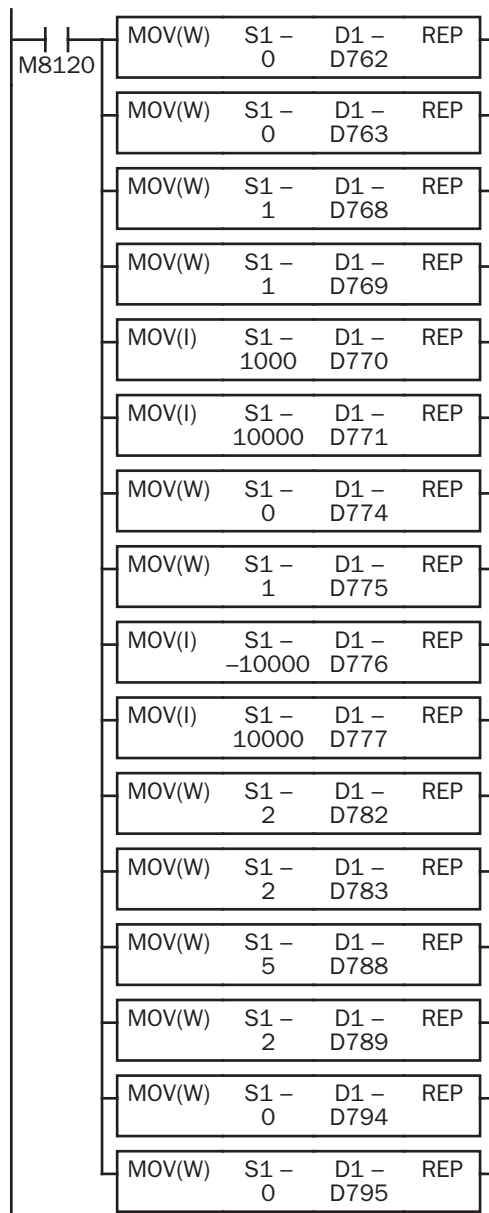 MOV(W) S1 – D1 – REP
M8120
0 D762
MOV(W) S1 – D1 – REP
0 D763
MOV(W) S1 – D1 – REP
1 D768
MOV(W) S1 – D1 – REP
1 D769
MOV(I) S1 – D1 – REP
1000 D770
MOV(I) S1 – D1 – REP
10000 D771
MOV(W) S1 – D1 – REP
0 D774
MOV(W) S1 – D1 – REP
1 D775
MOV(I) S1 – D1 – REP
–10000 D776
MOV(I) S1 – D1 – REP
10000 D777
MOV(W) S1 – D1 – REP
2 D782
MOV(W) S1 – D1 – REP
2 D783
MOV(W) S1 – D1 – REP
5 D788
MOV(W) S1 – D1 – REP
2 D789
MOV(W) S1 – D1 – REP
0 D794
MOV(W) S1 – D1 – REP
0 D795